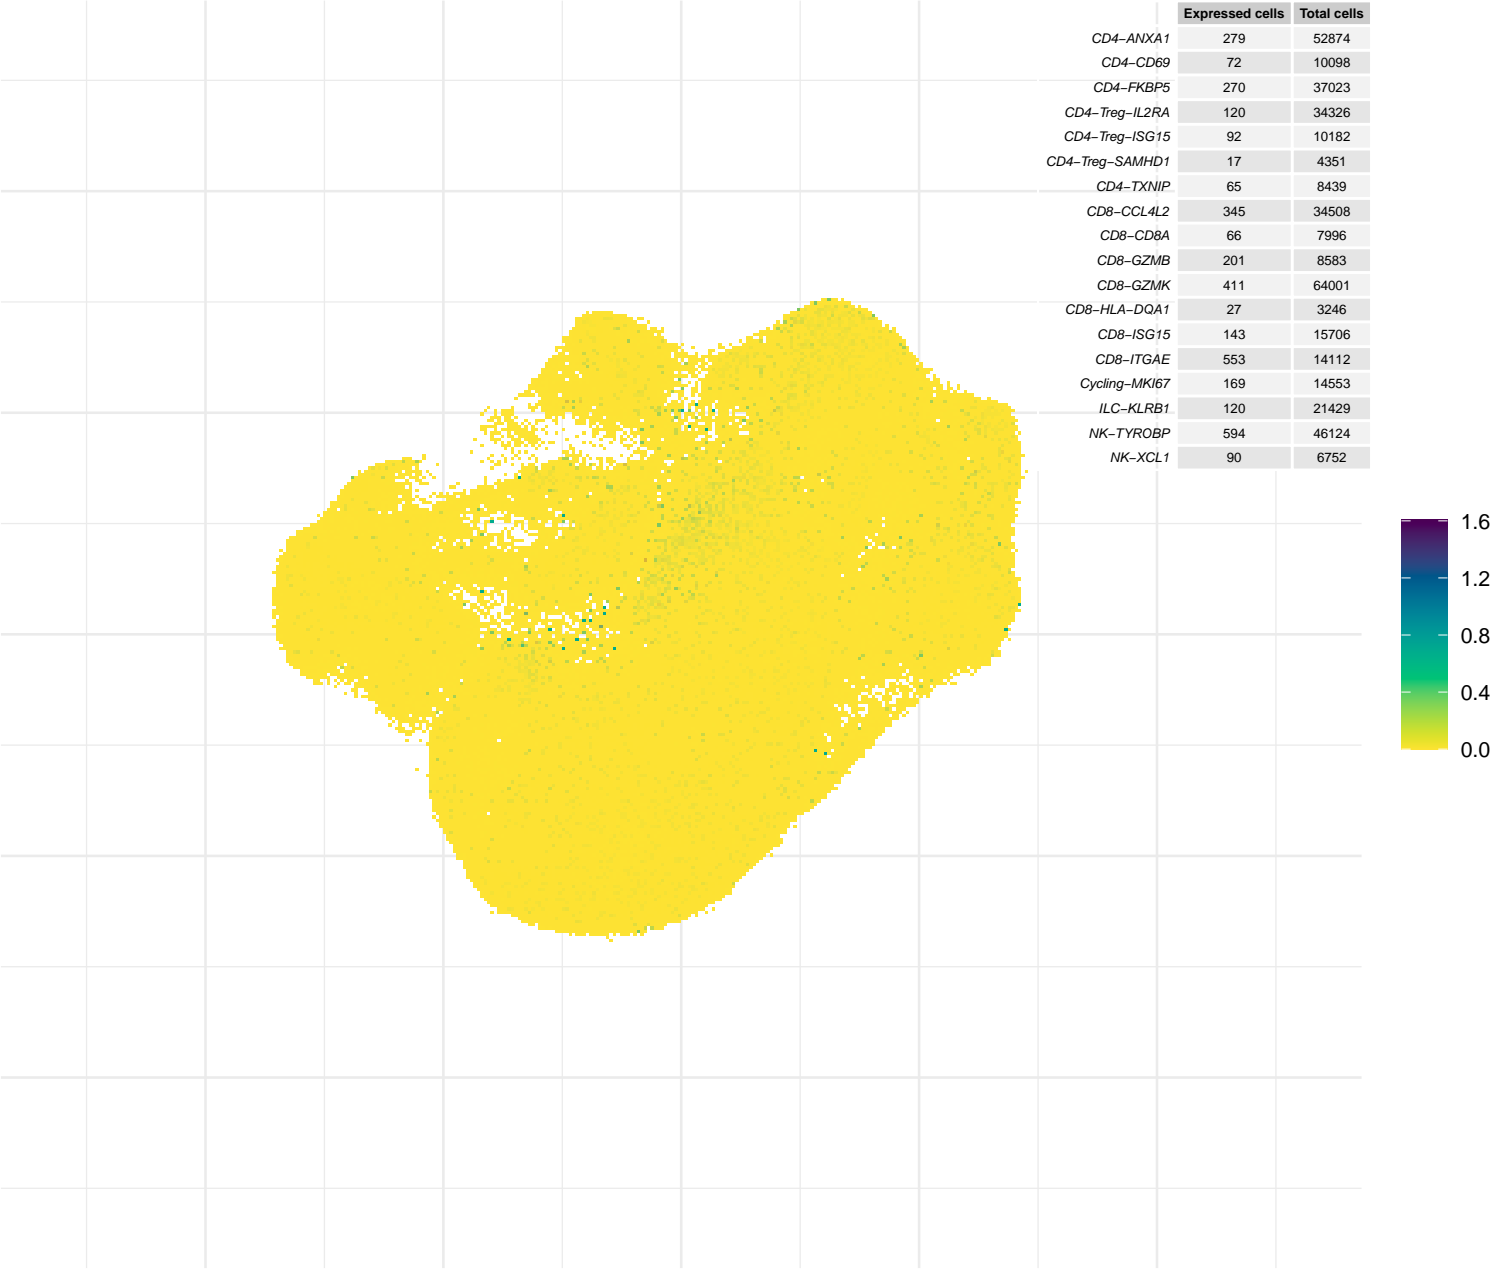 Expressed cells Total cells
CD4−ANXA1 279 52874
CD4−CD69 72 10098
CD4−FKBP5 270 37023
CD4−Treg−IL2RA 120 34326
CD4−Treg−ISG15 92 10182
CD4−Treg−SAMHD1 17 4351
CD4−TXNIP 65 8439
CD8−CCL4L2 345 34508
CD8−CD8A 66 7996
CD8−GZMB 201 8583
CD8−GZMK 411 64001
CD8−HLA−DQA1 27 3246
CD8−ISG15 143 15706
CD8−ITGAE 553 14112
Cycling−MKI67 169 14553
ILC−KLRB1 120 21429
NK−TYROBP 594 46124
NK−XCL1 90 6752
1.6
1.2
0.8
0.4
0.0